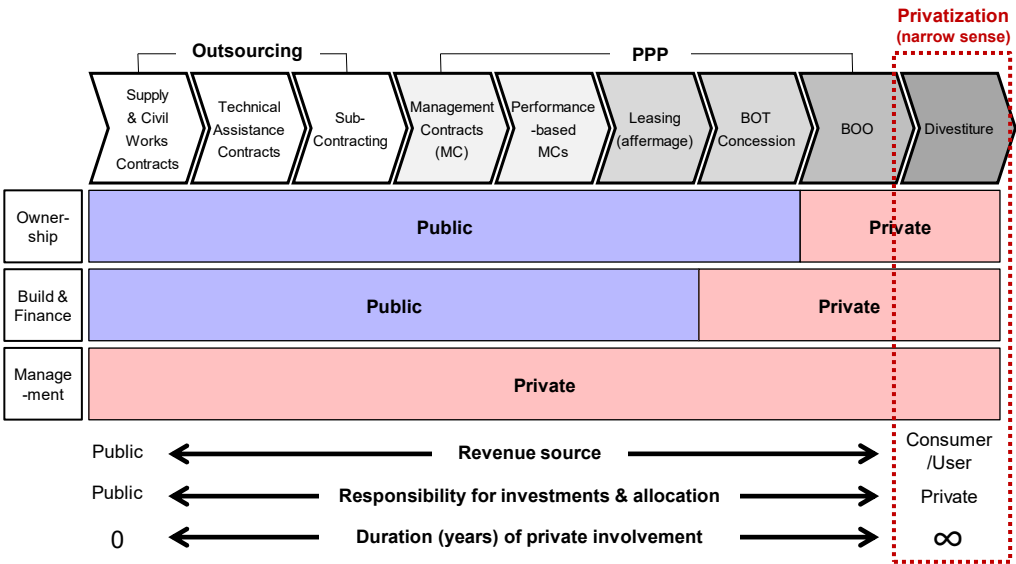 Privatization
(narrow sense)
Outsourcing
PPP
Supply
& Civil
Works
Contracts
Technical
Assistance
Contracts
Sub-
Contracting
Management
Contracts
(MC)
Performance
-based
MCs
Leasing
(affermage)
BOT
Concession
BOO
Divestiture
Owner-
ship
Public
Private
Build &
Finance
Public
Private
Manage
-ment
Private
Public
Revenue source
Consumer
/User
Public
Responsibility for investments & allocation
Private
0
Duration (years) of private involvement
∞